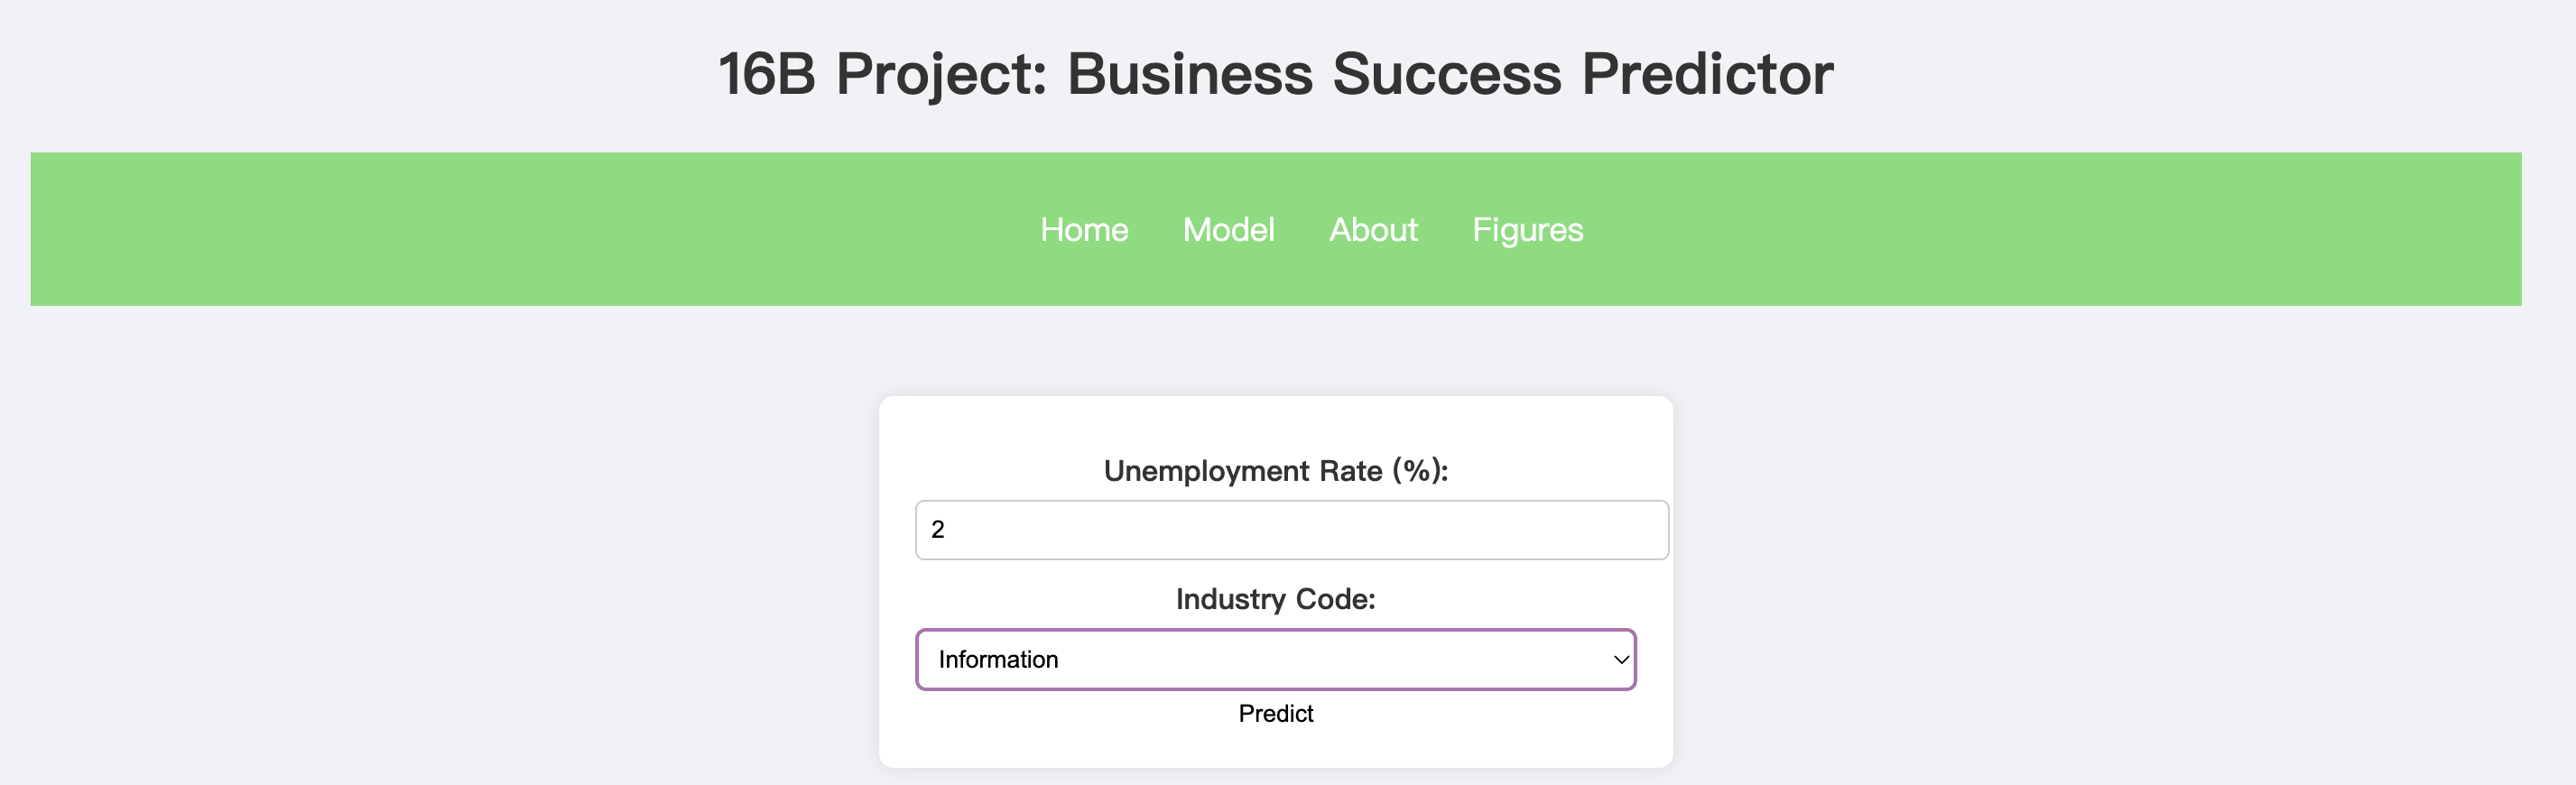 16B Project: Business Success Predictor
Home Model About Figures
Unemployment Rate (%):
2
Industry Code:
Information
Predict